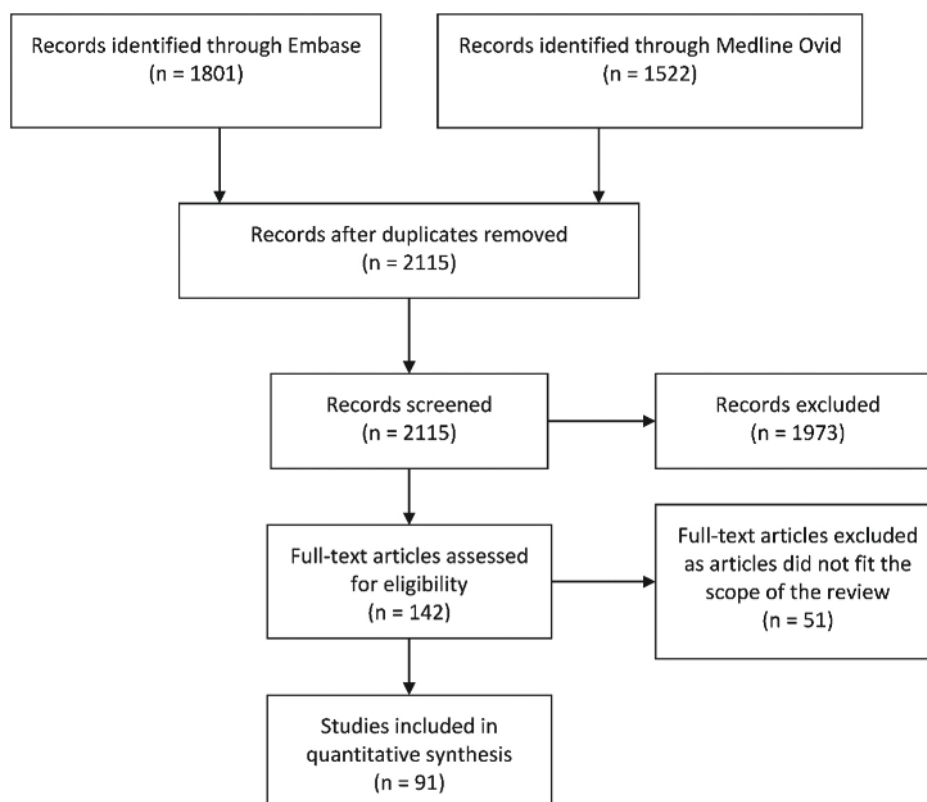 Records identified through Embase
(n = 1801)
Records identified through Medline Ovid
(n = 1522)
Records after duplicates removed
(n = 2115)
Records screened
(n = 2115)
Records excluded
(n = 1973)
Full-text articles assessed
for eligibility
(n = 142)
Full-text articles excluded
as articles did not fit the
scope of the review
(n = 51)
Studies included in
quantitative synthesis
(n = 91)